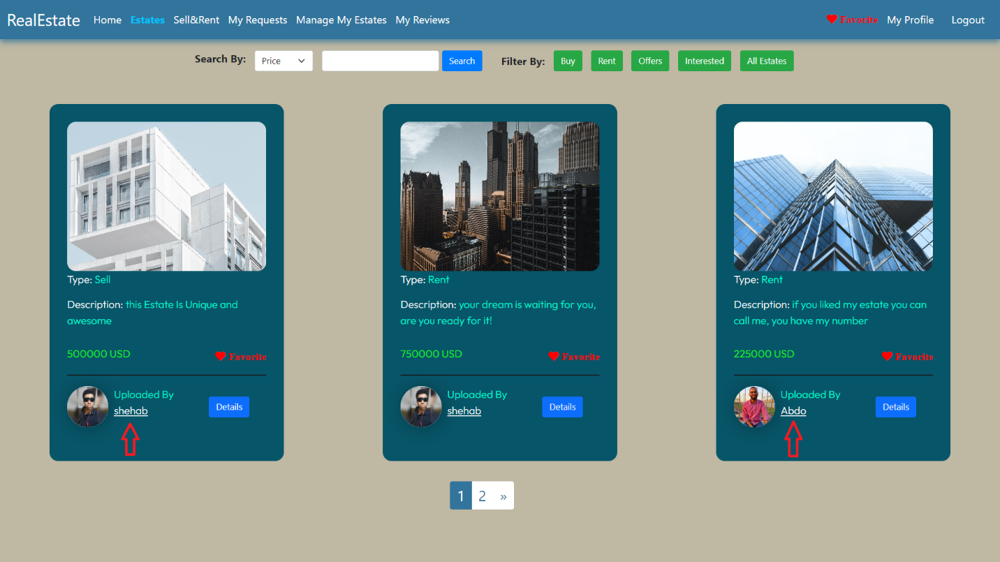 RealEstate Home Estates Sell&Rent My Requests Manage My Estates My Reviews Favorite My Profile Logout
Search By: Price Search Filter By: Buy Rent Offers Interested All Estates
Type: Sell
Description: this Estate Is Unique and
awesome
500000 USD Favorite
Uploaded By
shehab
Details
Type: Rent
Description: your dream is waiting for you,
are you ready for it!
750000 USD Favorite
Uploaded By
shehab
Details
Type: Rent
Description: if you liked my estate you can
call me, you have my number
225000 USD Favorite
Uploaded By
Abdo
Details
1 2 »